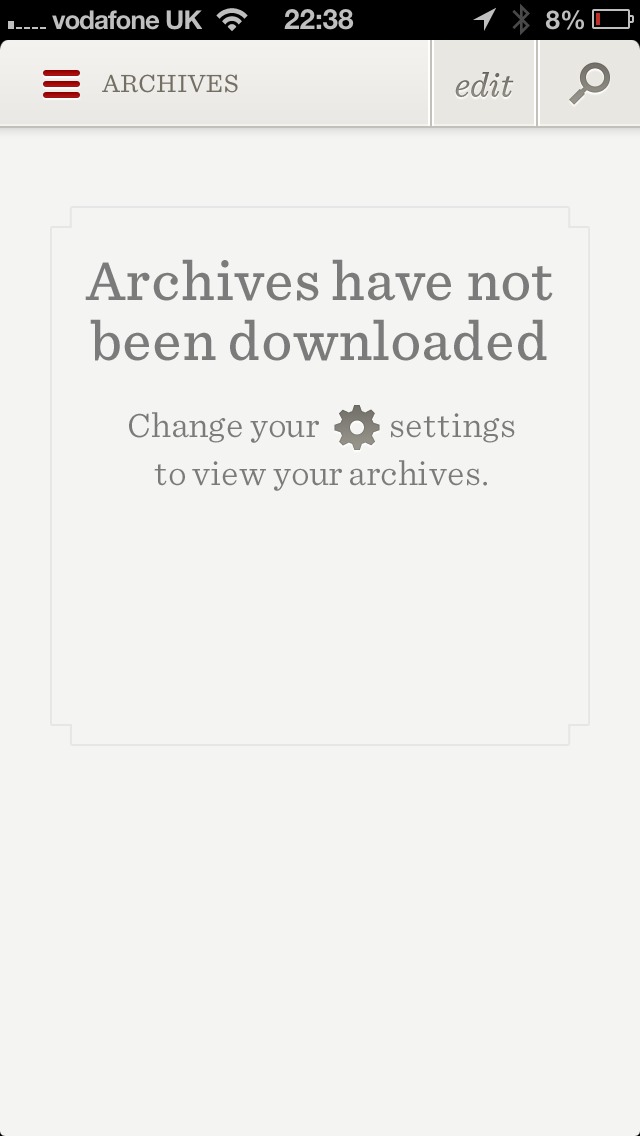 vodafone UK 22:38 8%
ARCHIVES edit
Archives have not
been downloaded
Change your settings
to view your archives.